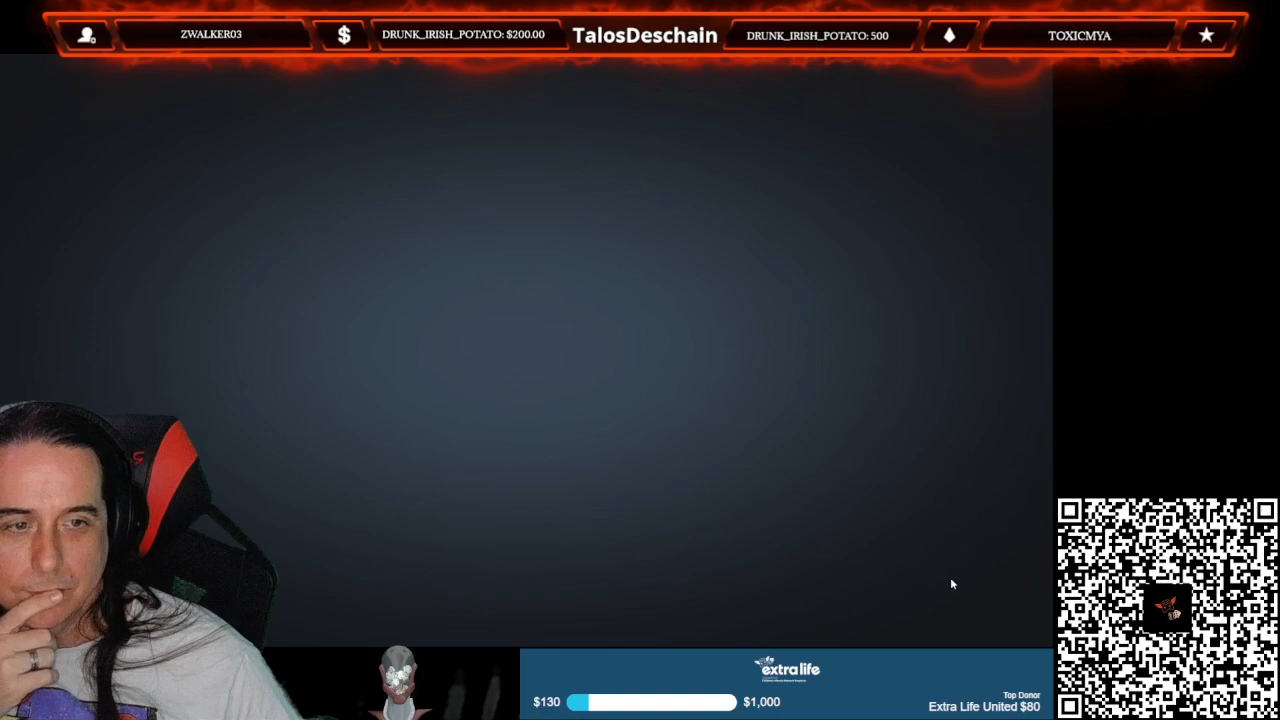 ZWALKER03
DRUNK_IRISH_POTATO: $200.00
TalosDeschain
DRUNK_IRISH_POTATO: 500
TOXICMYA
extra life
$130
$1,000
Top Donor
Extra Life United $80